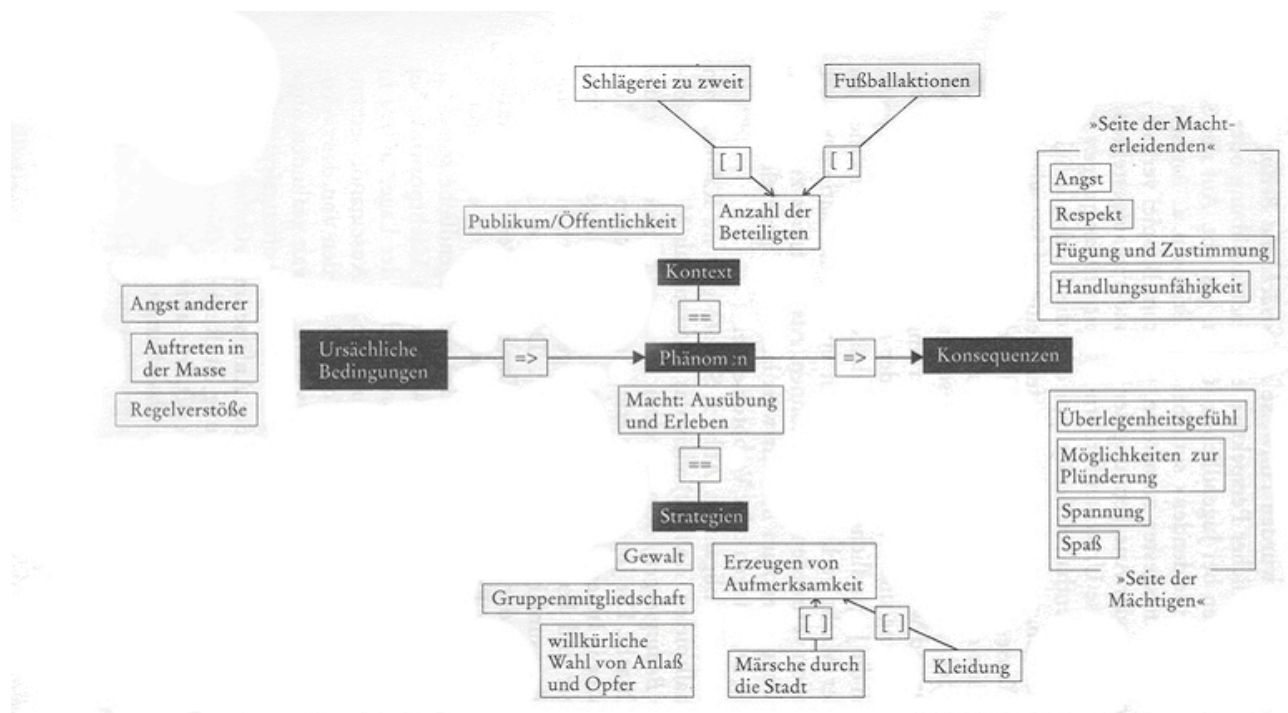 Schlägerei zu zweit
Fußballaktionen
[ ]
[ ]
Publikum/Öffentlichkeit
Anzahl der
Beteiligten
»Seite der Macht-
erleidenden«
Angst
Respekt
Fügung und Zustimmung
Handlungsunfähigkeit
Kontext
==
Angst anderer
Auftreten in
der Masse
Regelverstöße
Ursächliche
Bedingungen
=>
Phänom:n
=>
Konsequenzen
Macht: Ausübung
und Erleben
==
Strategien
Gewalt
Gruppenmitgliedschaft
willkürliche
Wahl von Anlaß
und Opfer
Erzeugen von
Aufmerksamkeit
[ ]
[ ]
Märsche durch
die Stadt
Kleidung
Überlegenheitsgefühl
Möglichkeiten zur
Plünderung
Spannung
Spaß
»Seite der
Mächtigen«